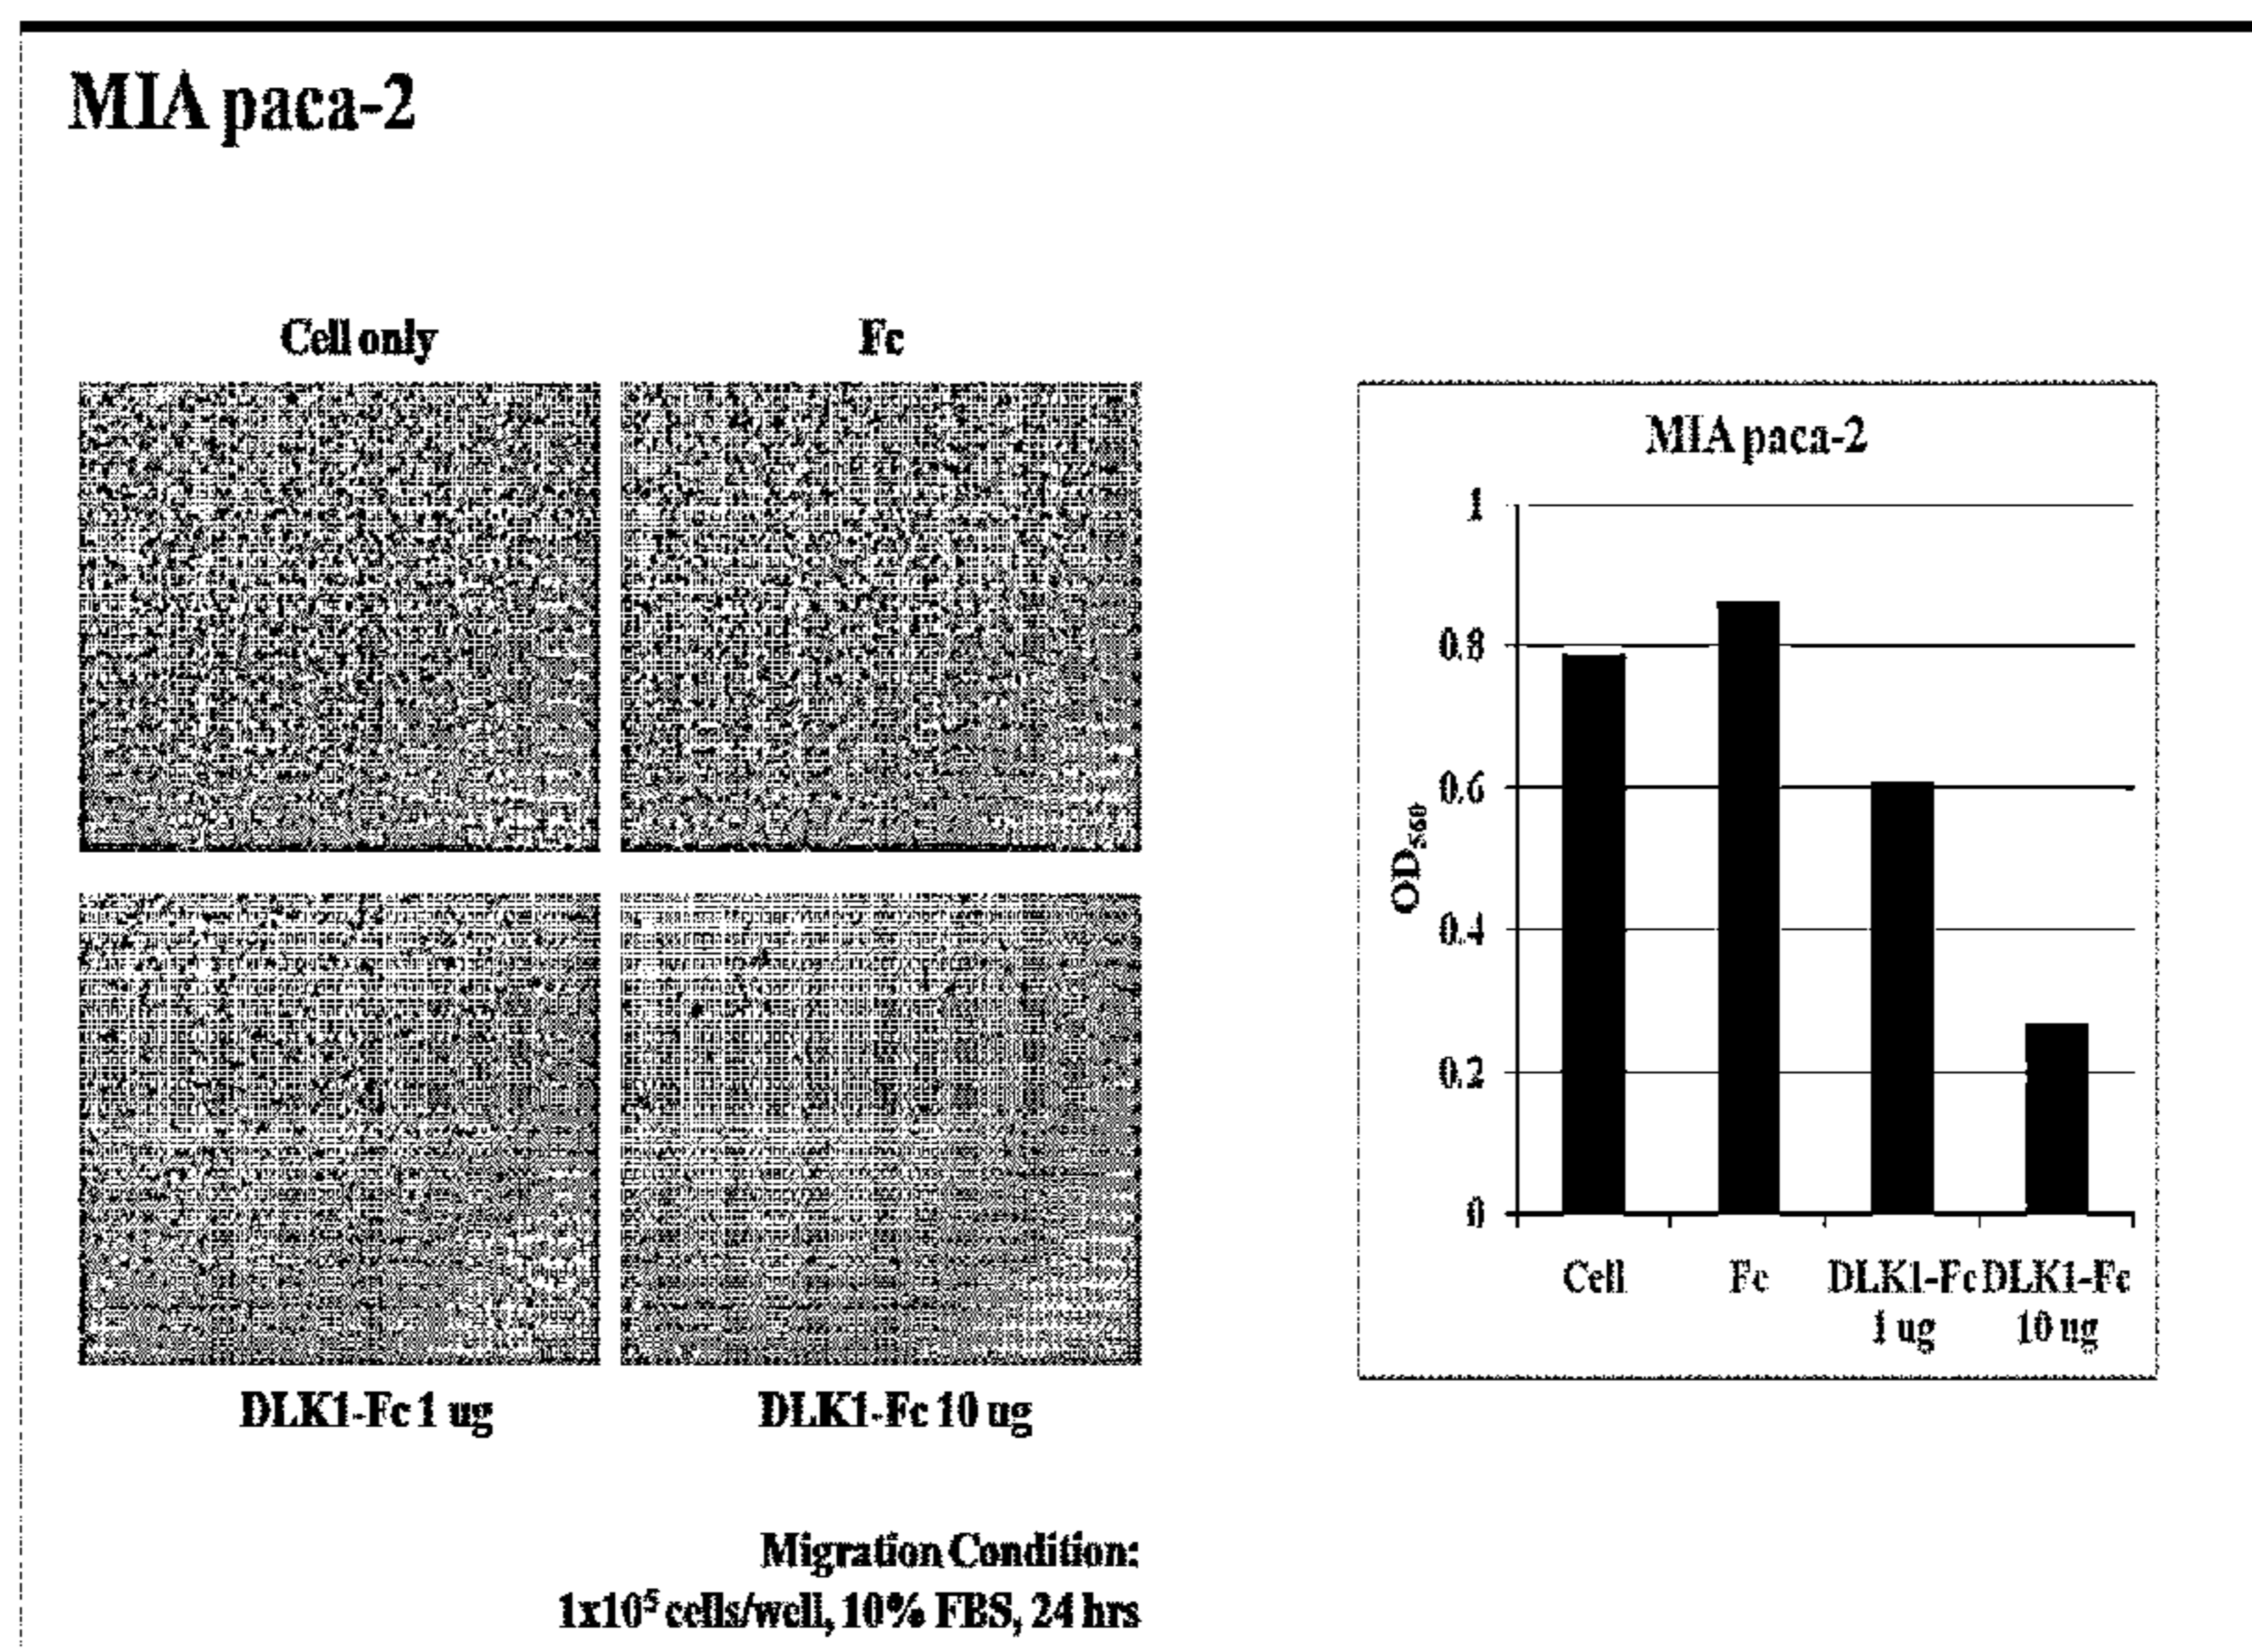 MIA paca-2
Cell only
Fc
DLK1-Fc 1 ug
DLK1-Fc 10 ug
Migration Condition:
1x10⁵ cells/well, 10% FBS, 24 hrs
MIA paca-2
OD₅₆₀
1
0.8
0.6
0.4
0.2
0
Cell
Fc
DLK1-Fc
1 ug
DLK1-Fc
10 ug